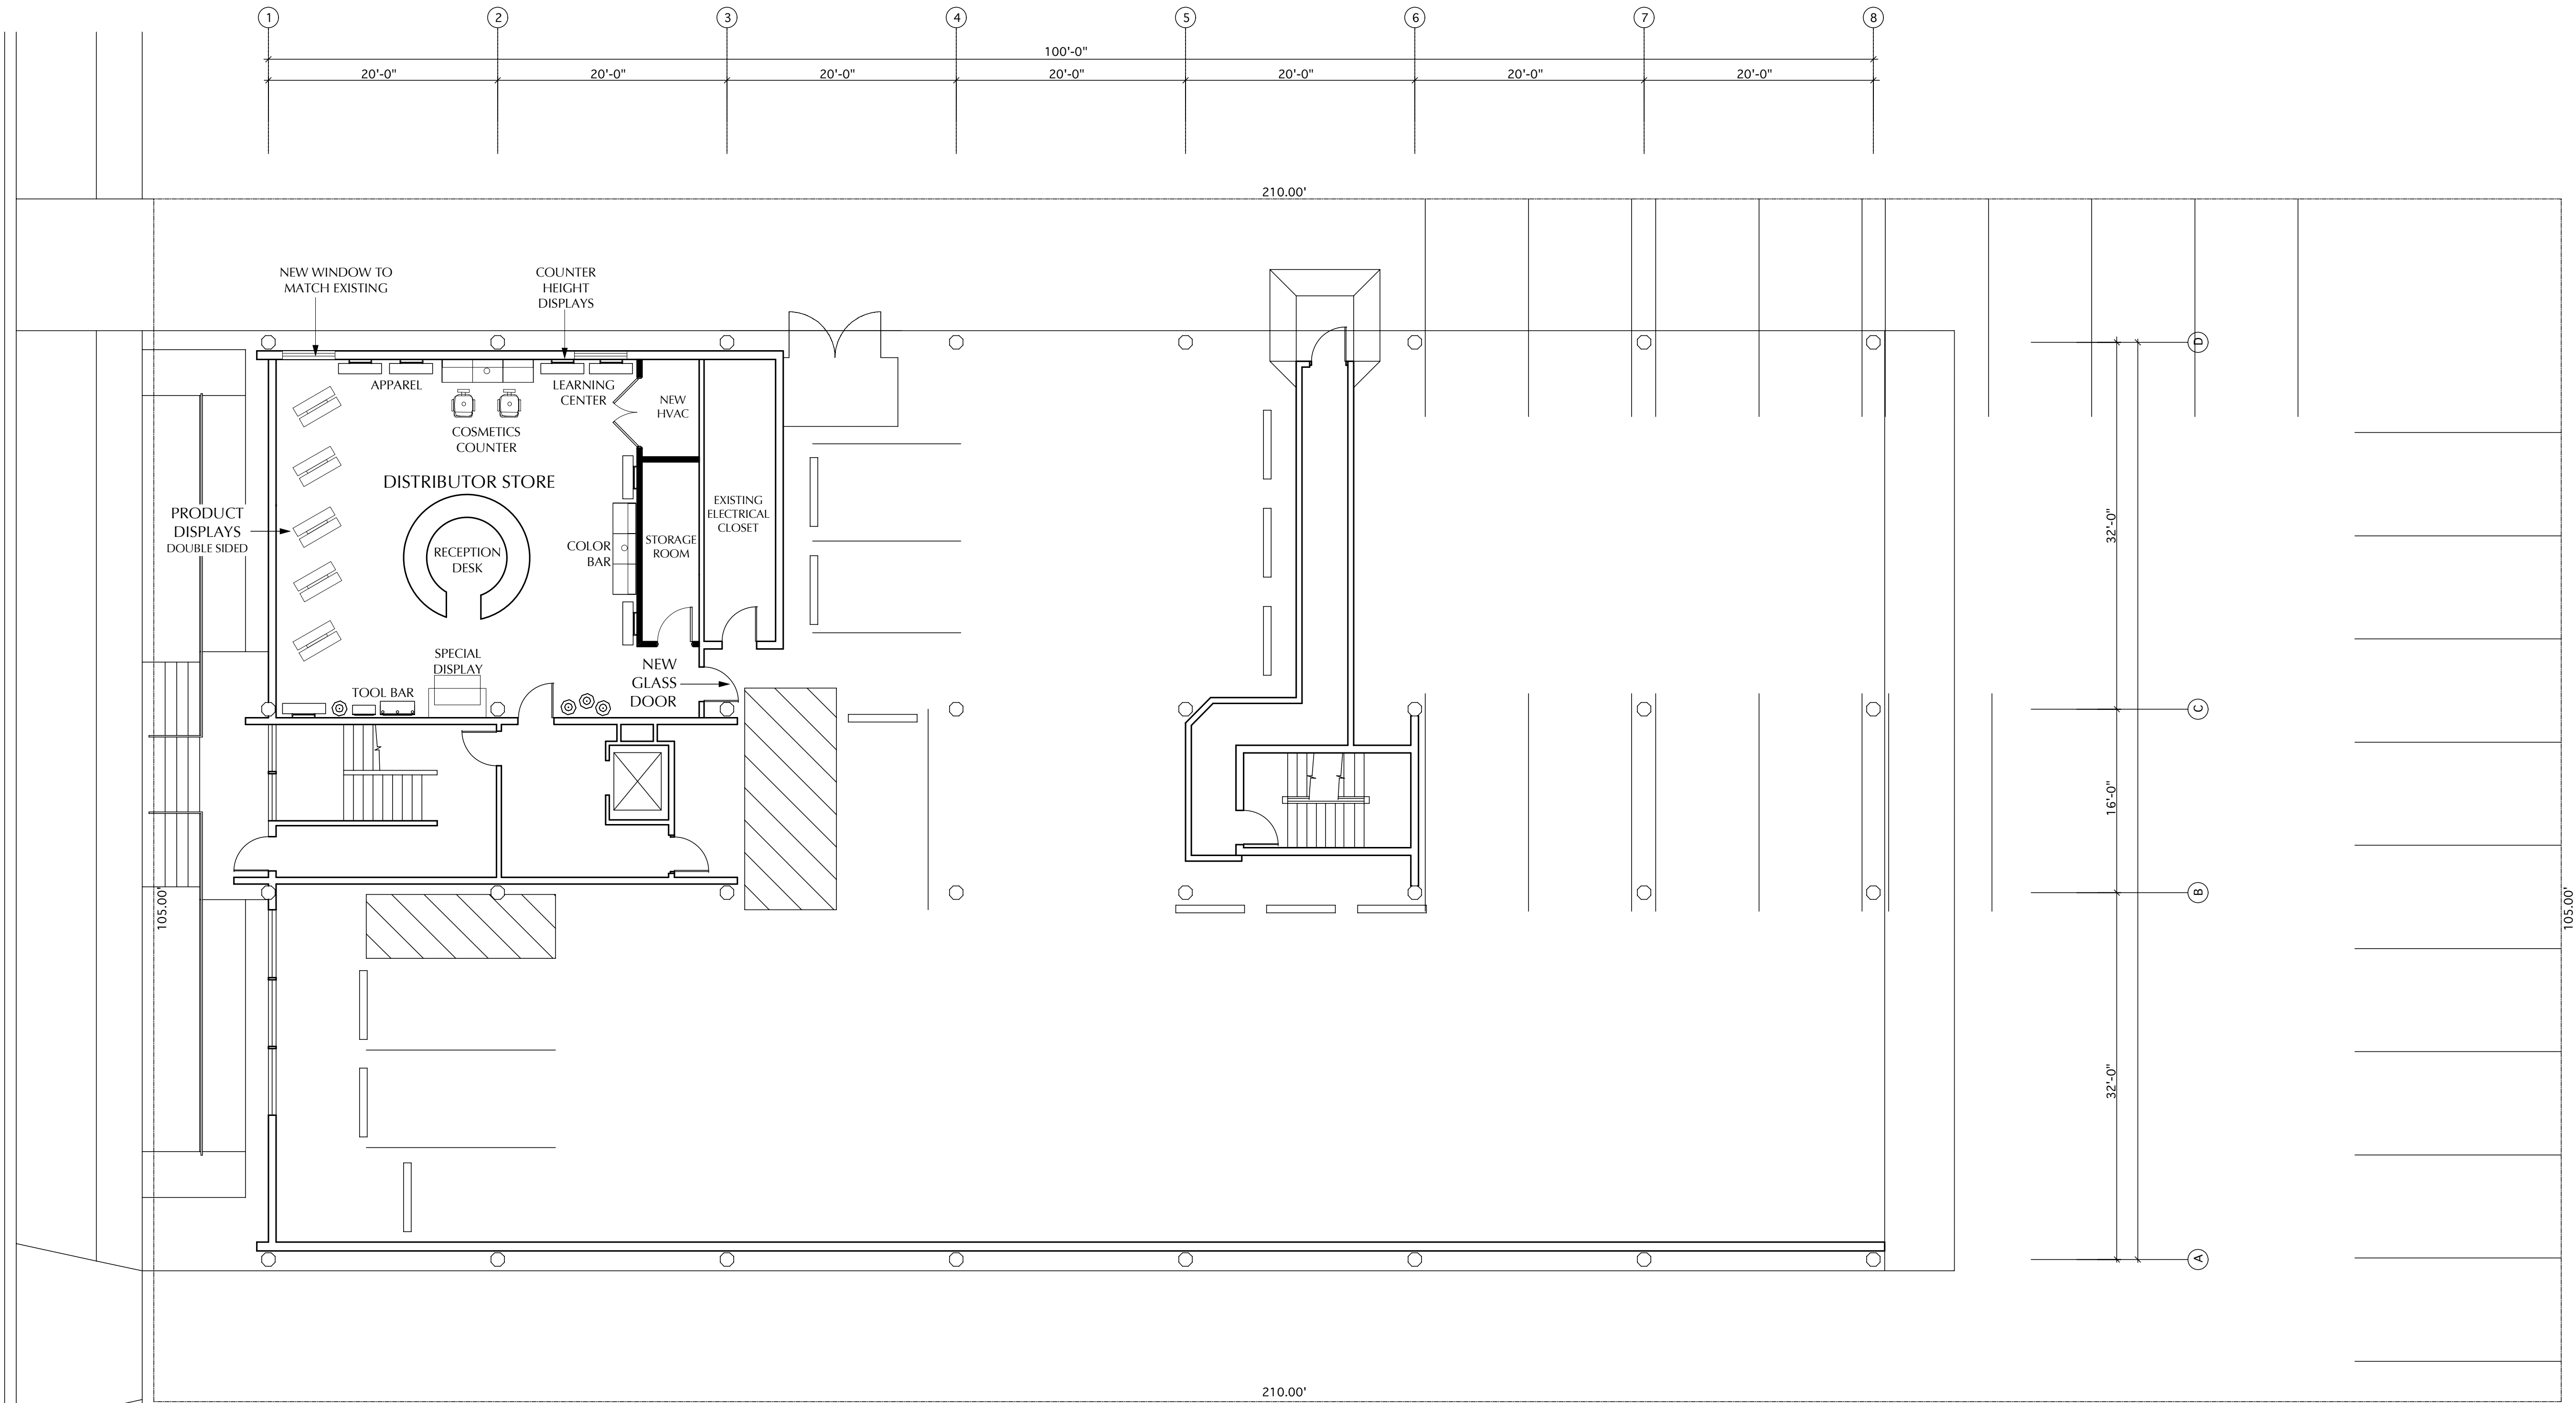 1 2 3 4 5 6 7 8
100'-0"
20'-0" 20'-0" 20'-0" 20'-0" 20'-0" 20'-0" 20'-0"
210.00'
NEW WINDOW TO
MATCH EXISTING
COUNTER
HEIGHT
DISPLAYS
D
APPAREL
LEARNING
CENTER
NEW
HVAC
COSMETICS
COUNTER
DISTRIBUTOR STORE
PRODUCT
DISPLAYS
DOUBLE SIDED
RECEPTION
DESK
COLOR
BAR
STORAGE
ROOM
EXISTING
ELECTRICAL
CLOSET
32'-0"
SPECIAL
DISPLAY
TOOL BAR
NEW
GLASS
DOOR
C
16'-0"
B
105.00'
105.00'
32'-0"
A
210.00'